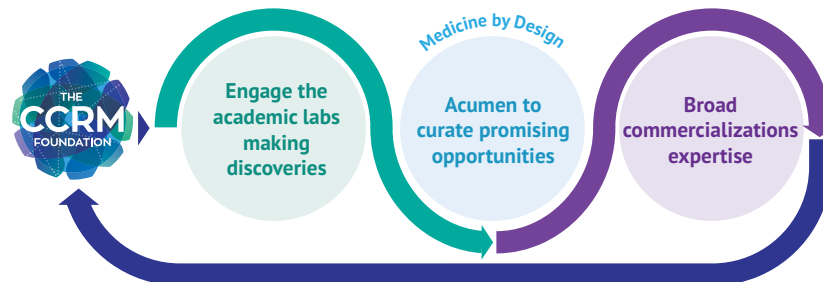 THE
CCRM
FOUNDATION
Engage the
academic labs
making
discoveries
Medicine by Design
Acumen to
curate promising
opportunities
Broad
commercializations
expertise